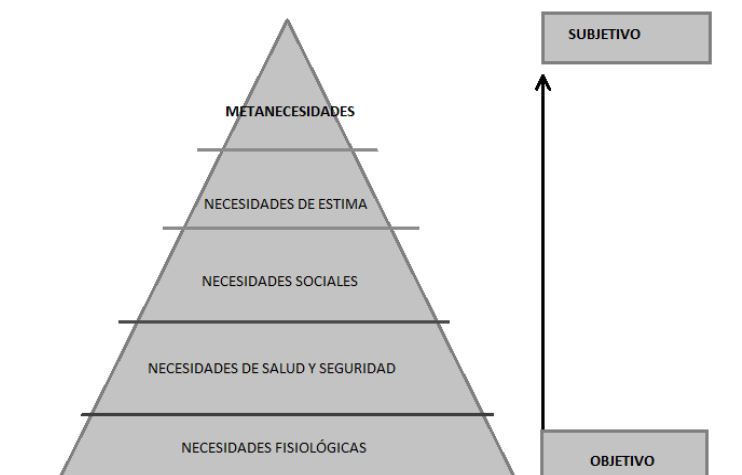 SUBJETIVO
METANECESIDADES
NECESIDADES DE ESTIMA
NECESIDADES SOCIALES
NECESIDADES DE SALUD Y SEGURIDAD
NECESIDADES FISIOLÓGICAS
OBJETIVO